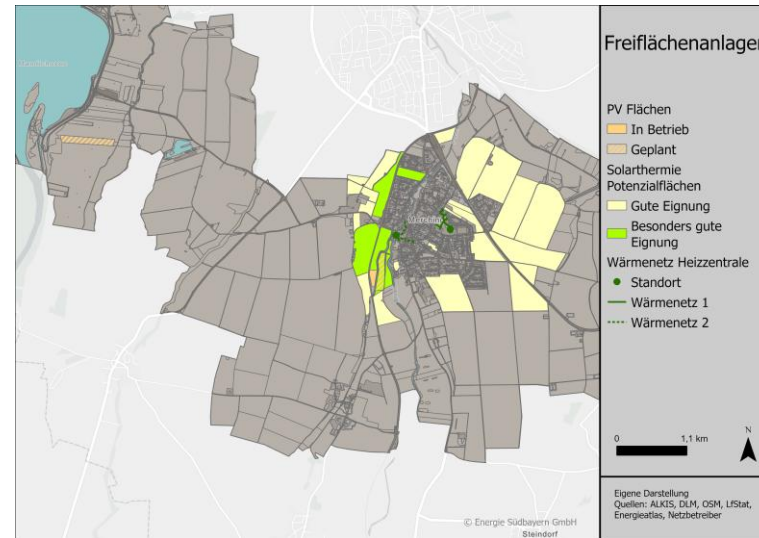 Freiflächenanlagen
PV Flächen
In Betrieb
Geplant
Solarthermie
Potenzialflächen
Gute Eignung
Besonders gute
Eignung
Wärmenetz Heizzentrale
Standort
Wärmenetz 1
Wärmenetz 2
0 1,1 km
N
Eigene Darstellung
Quellen: ALKIS, DLM, OSM, LfStat,
Energieatlas, Netzbetreiber
Merching
© Energie Südbayern GmbH
Steindorf